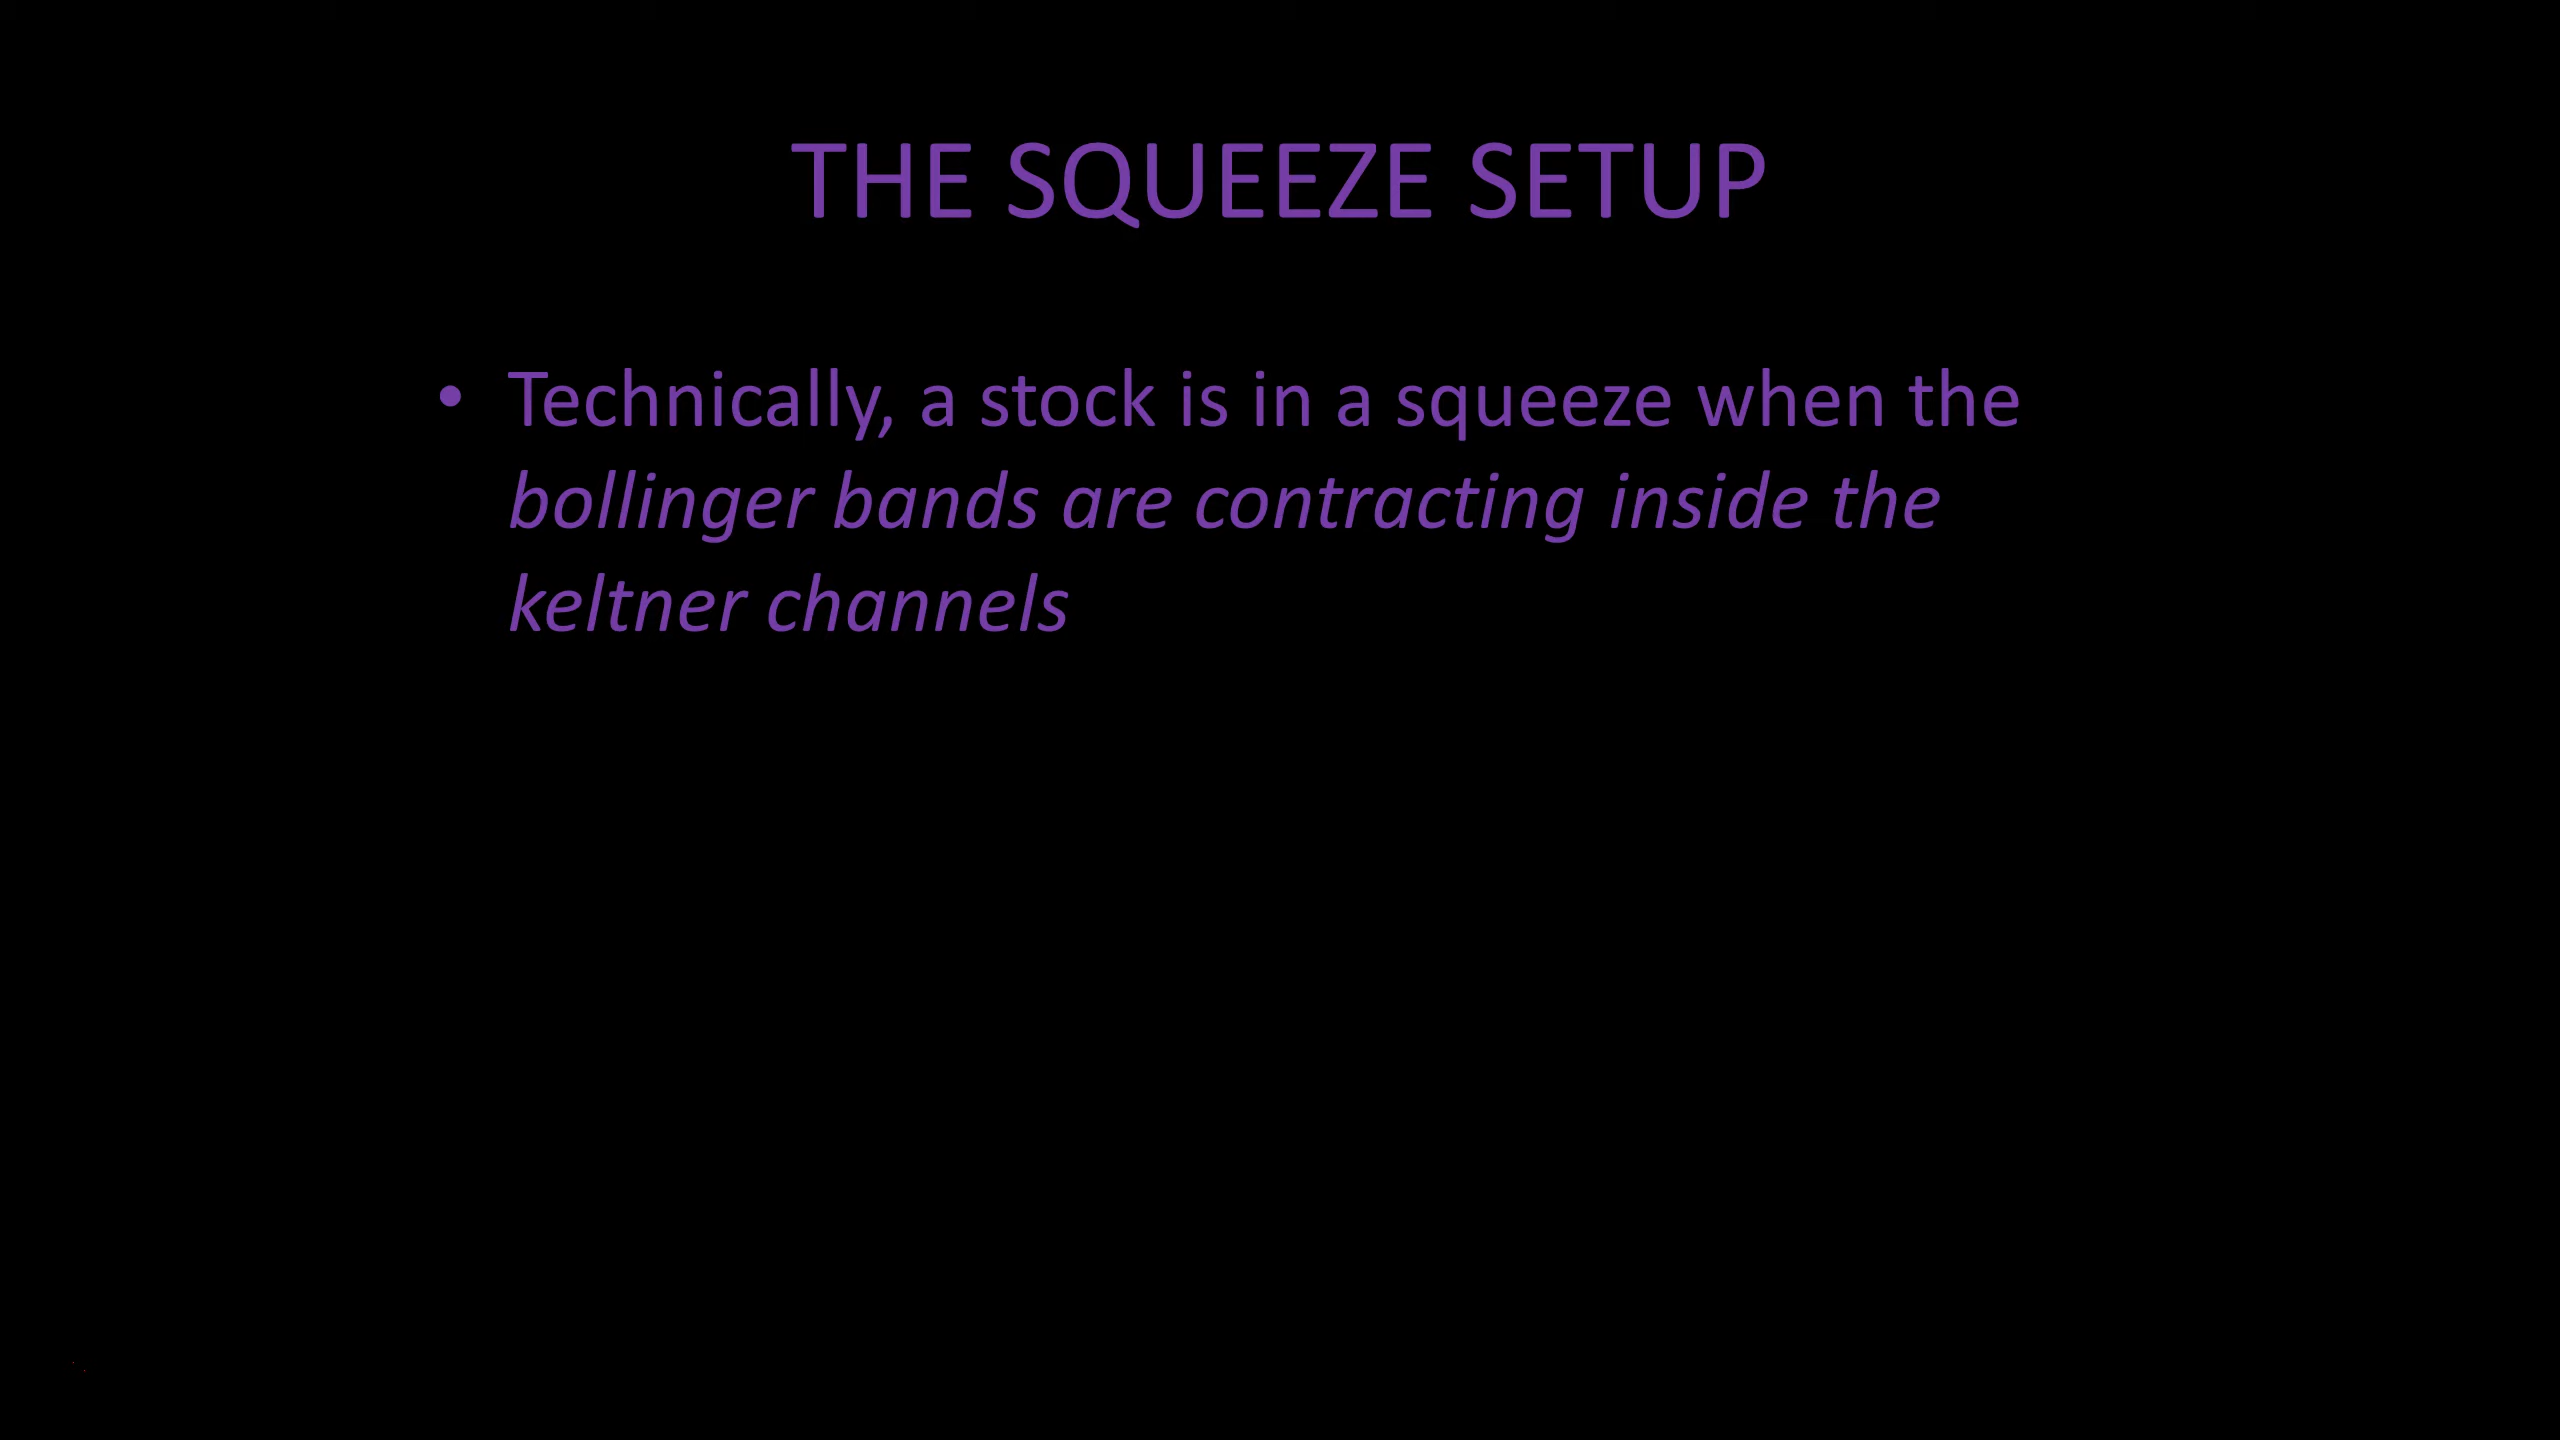 THE SQUEEZE SETUP
• Technically, a stock is in a squeeze when the
bollinger bands are contracting inside the
keltner channels